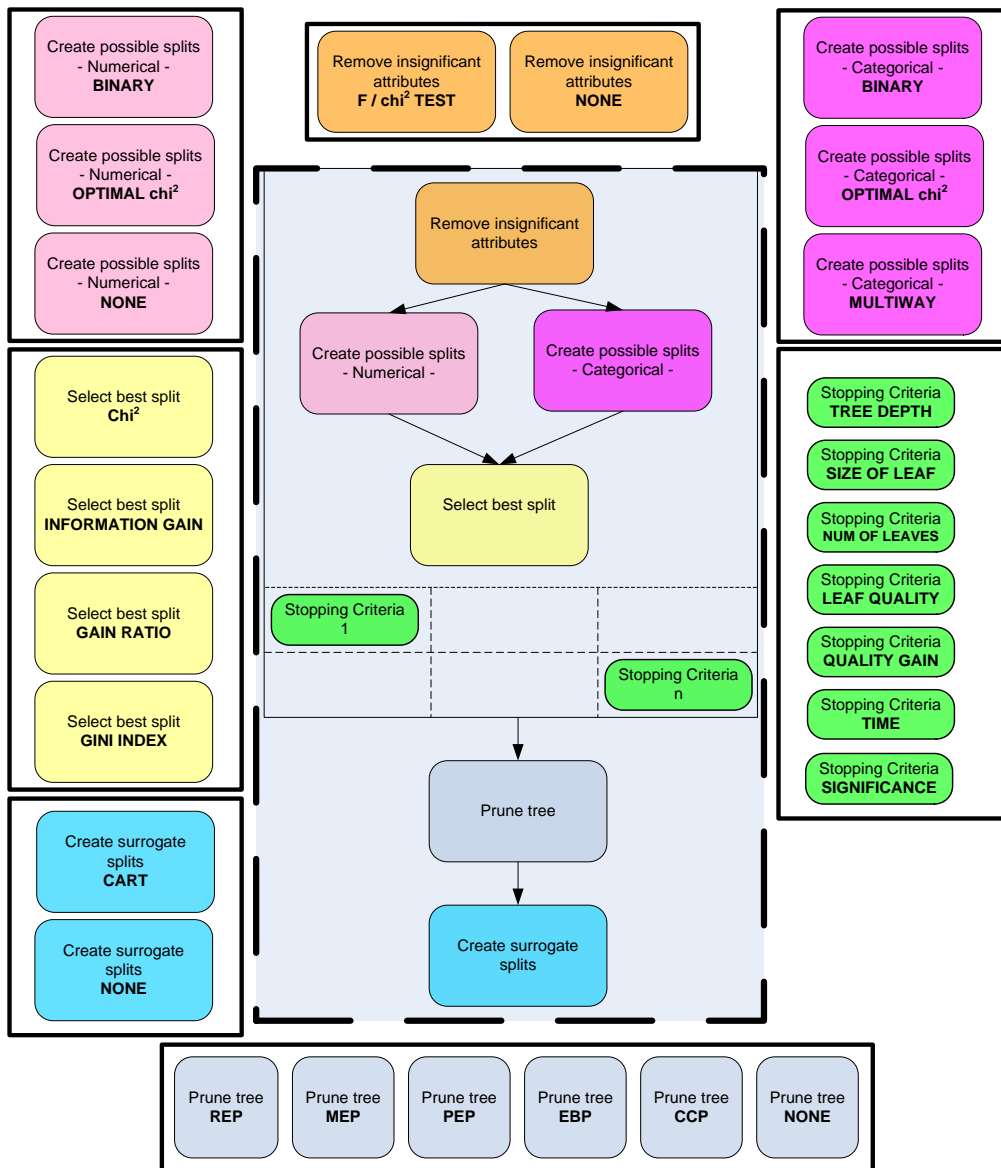 Create possible splits
- Numerical -
BINARY
Create possible splits
- Numerical -
OPTIMAL chi²
Create possible splits
- Numerical -
NONE
Remove insignificant
attributes
F / chi² TEST
Remove insignificant
attributes
NONE
Create possible splits
- Categorical -
BINARY
Create possible splits
- Categorical -
OPTIMAL chi²
Create possible splits
- Categorical -
MULTIWAY
Remove insignificant
attributes
Create possible splits
- Numerical -
Create possible splits
- Categorical -
Select best split
Stopping Criteria
1
Stopping Criteria
n
Prune tree
Create surrogate
splits
Select best split
Chi²
Select best split
INFORMATION GAIN
Select best split
GAIN RATIO
Select best split
GINI INDEX
Stopping Criteria
TREE DEPTH
Stopping Criteria
SIZE OF LEAF
Stopping Criteria
NUM OF LEAVES
Stopping Criteria
LEAF QUALITY
Stopping Criteria
QUALITY GAIN
Stopping Criteria
TIME
Stopping Criteria
SIGNIFICANCE
Create surrogate
splits
CART
Create surrogate
splits
NONE
Prune tree
REP
Prune tree
MEP
Prune tree
PEP
Prune tree
EBP
Prune tree
CCP
Prune tree
NONE